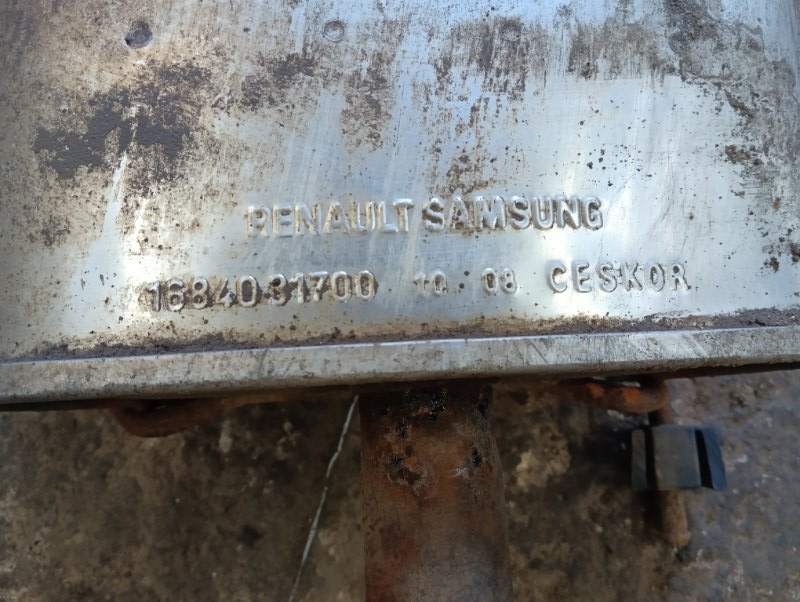 RENAULT SAMSUNG
1684031700 10. 08 CESKOR